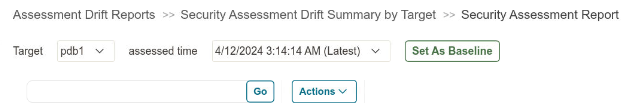 Assessment Drift Reports >> Security Assessment Drift Summary by Target >> Security Assessment Report
Target pdb1 assessed time 4/12/2024 3:14:14 AM (Latest) Set As Baseline
Go Actions